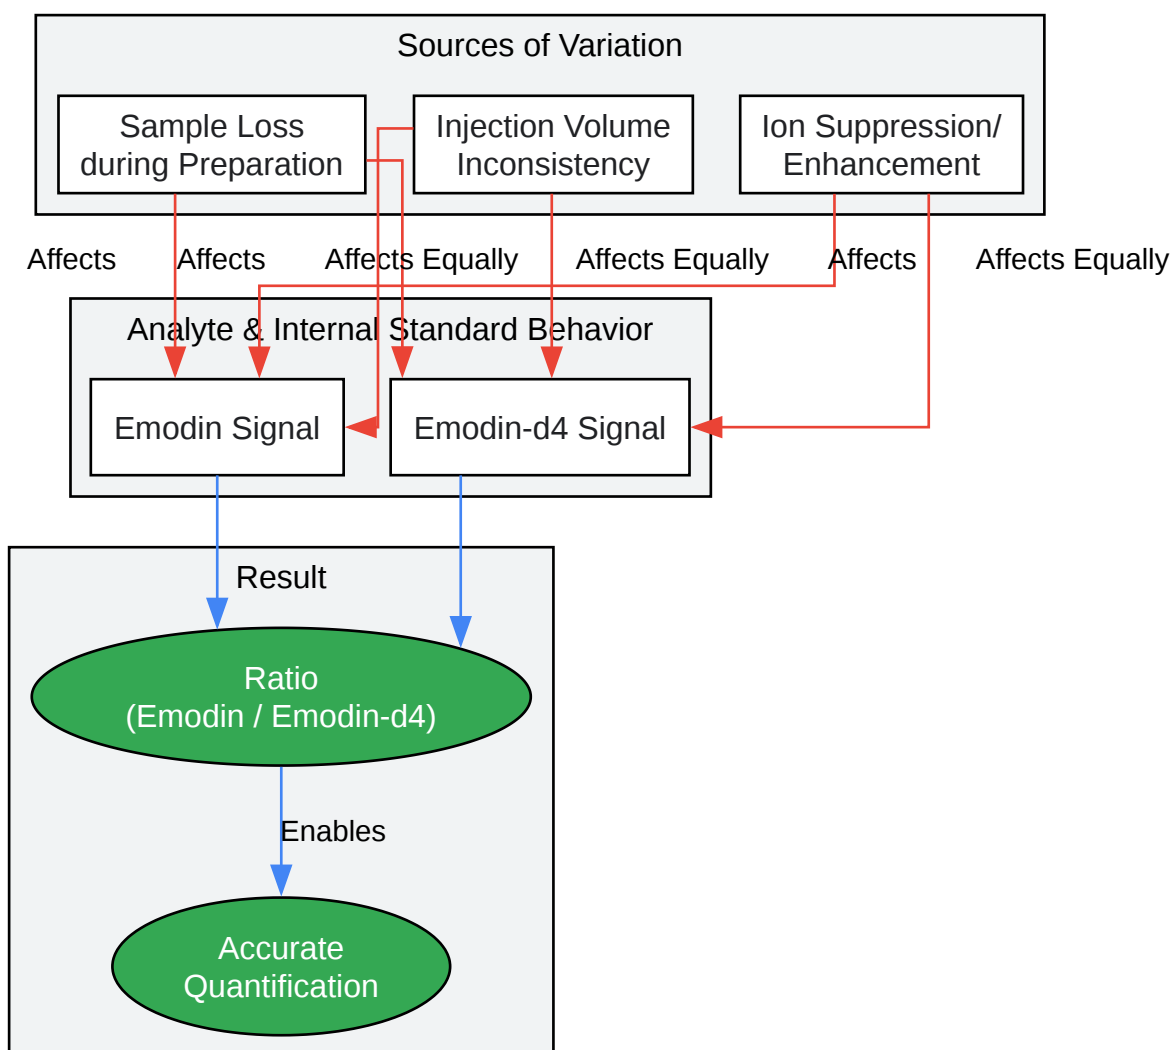 Sources of Variation
Sample Loss
during Preparation
Injection Volume
Inconsistency
Ion Suppression/
Enhancement
Affects
Affects
Affects Equally
Affects Equally
Affects
Affects Equally
Analyte & Internal Standard Behavior
Emodin Signal
Emodin-d4 Signal
Result
Ratio
(Emodin / Emodin-d4)
Enables
Accurate
Quantification